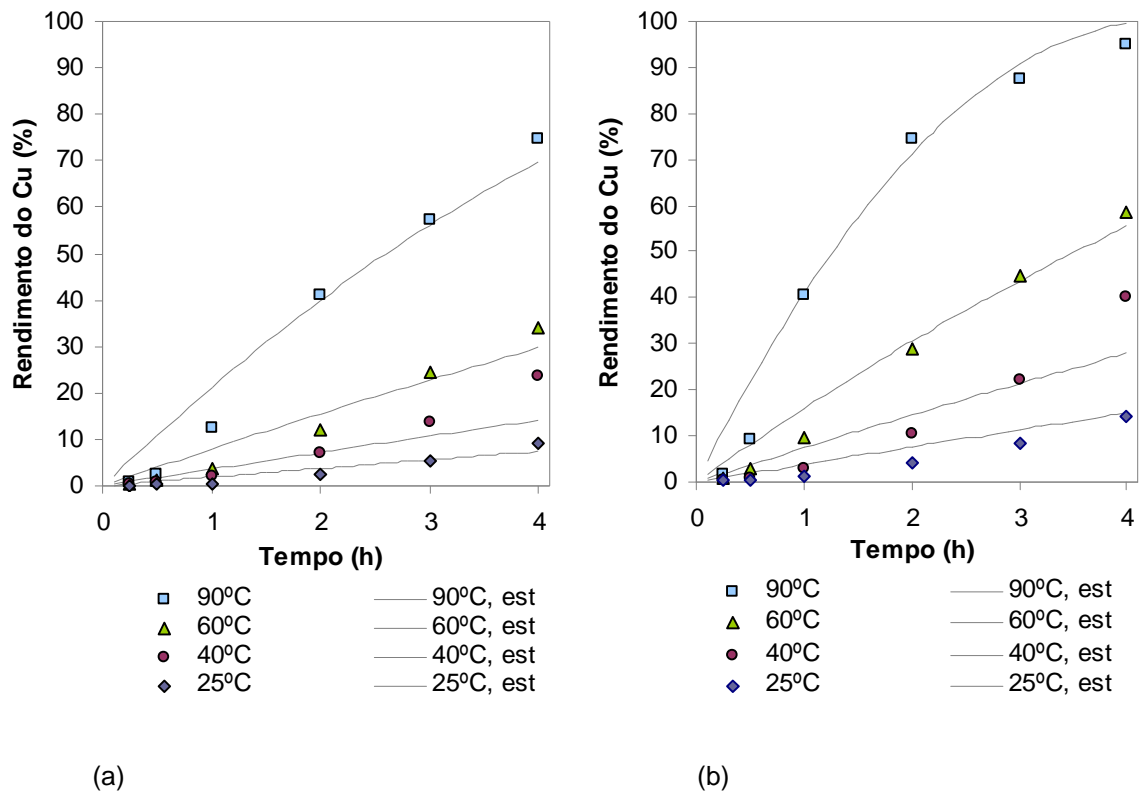 Rendimento do Cu (%)
100
90
80
70
60
50
40
30
20
10
0
0 1 2 3 4
Tempo (h)
90ºC 90ºC, est
60ºC 60ºC, est
40ºC 40ºC, est
25ºC 25ºC, est
(a)
Rendimento do Cu (%)
100
90
80
70
60
50
40
30
20
10
0
0 1 2 3 4
Tempo (h)
90ºC 90ºC, est
60ºC 60ºC, est
40ºC 40ºC, est
25ºC 25ºC, est
(b)